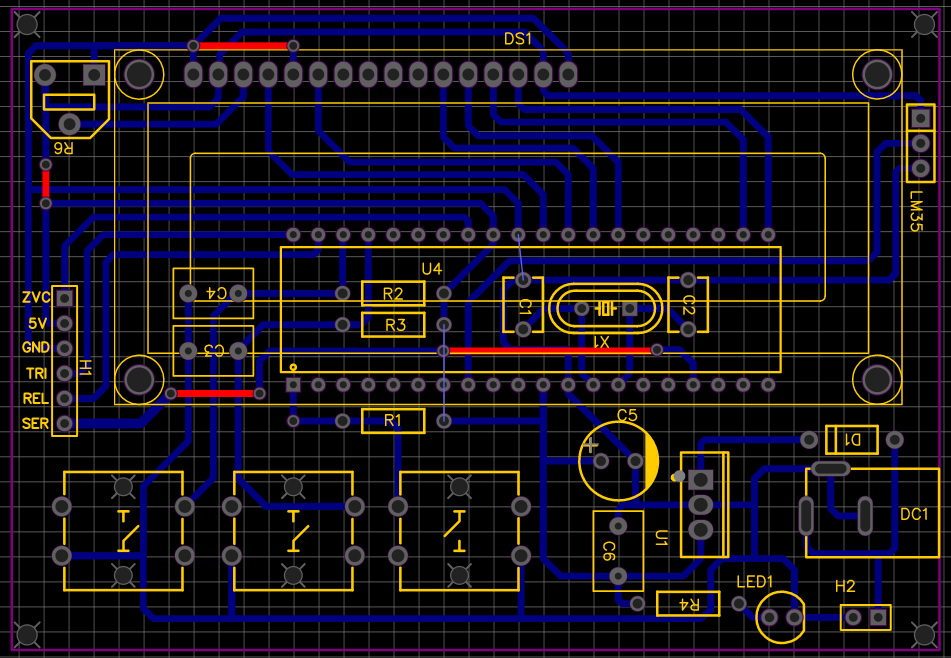 DS1
R6
LM35
U4
C4
R2
C1
C2
ZVC
5V
R3
X1
GND
C3
TRI
H1
REL
SER
R1
C5
+
D1
DC1
U1
C6
LED1
H2
R4